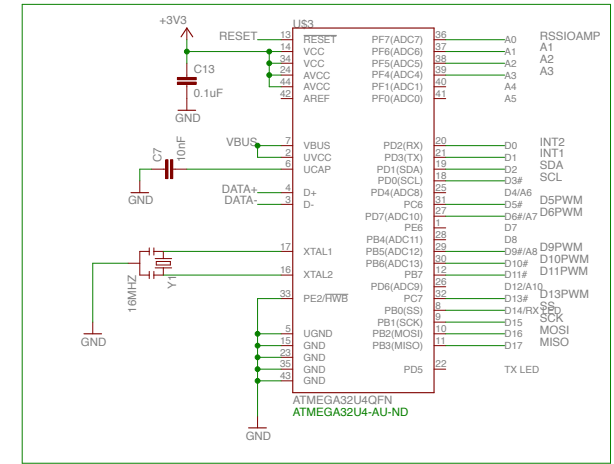 U$3
+3V3
RESET 13 RESET PF7(ADC7) 36 A0 RSSIOAMP
14 VCC PF6(ADC6) 37 A1 A1
34 VCC PF5(ADC5) 38 A2 A2
24 AVCC PF4(ADC4) 39 A3 A3
44 AVCC PF1(ADC1) 40 A4
42 AREF PF0(ADC0) 41 A5
C13
0.1uF
GND
VBUS 7 VBUS PD2(RX) 20 D0 INT2
2 UVCC PD3(TX) 21 D1 INT1
6 UCAP PD1(SDA) 19 D2 SDA
PD0(SCL) 18 D3# SCL
C7
10nF
GND
DATA+ 4 D+ PD4(ADC8) 25 D4/A6
DATA- 3 D- PC6 31 D5# D5PWM
PD7(ADC10) 27 D6#/A7 D6PWM
PE6 1 D7
PB4(ADC11) 28 D8
17 XTAL1 PB5(ADC12) 29 D9#/A8 D9PWM
PB6(ADC13) 30 D10# D10PWM
16 XTAL2 PB7 12 D11# D11PWM
PD6(ADC9) 26 D12/A10
16MHZ
Y1
GND
33 PE2/HWB PC7 32 D13# D13PWM
PB0(SS) 8 D14/RX LED SS
PB1(SCK) 9 D15 SCK
5 UGND PB2(MOSI) 10 D16 MOSI
15 GND PB3(MISO) 11 D17 MISO
23 GND
35 GND PD5 22 TX LED
43 GND
ATMEGA32U4QFN
ATMEGA32U4-AU-ND
GND